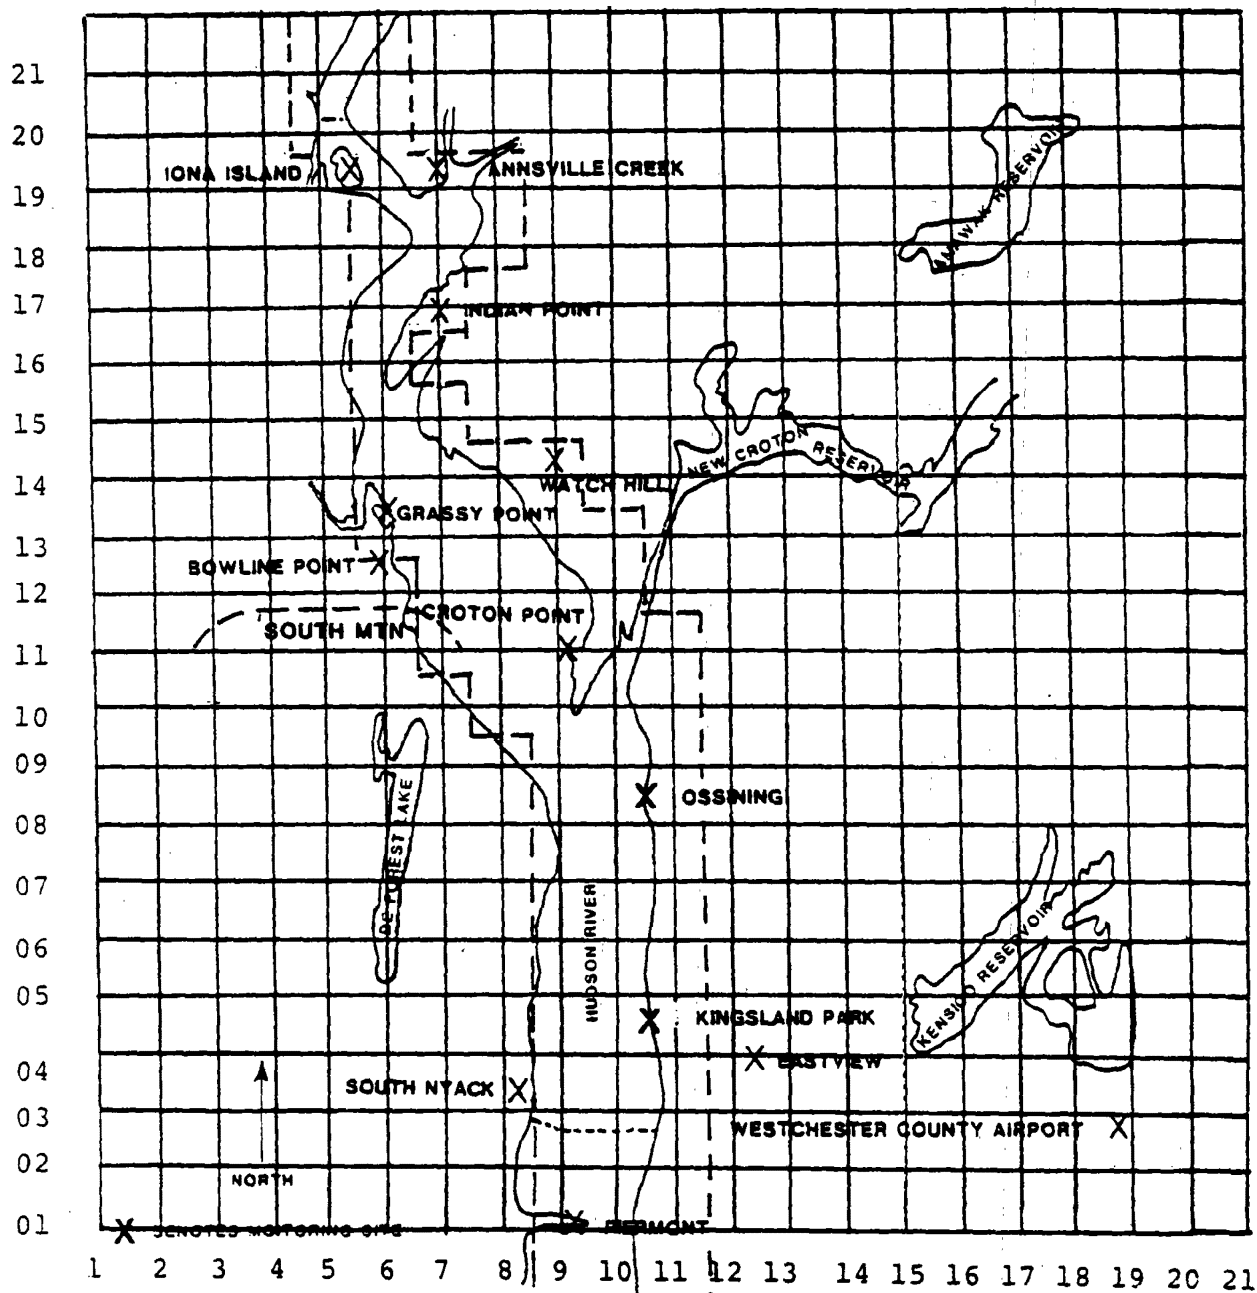 21
20
IONA ISLAND
ANNSVILLE CREEK
19
18
17
INDIAN POINT
16
15
NEW CROTON RESERVOIR
14
WATCH HILL
GRASSY POINT
13
BOWLINE POINT
12
CROTON POINT
SOUTH MTN
11
10
09
OSSINING
08
DE FOREST LAKE
07
HUDSON RIVER
06
KENSICO RESERVOIR
05
KINGSLAND PARK
EASTVIEW
04
SOUTH NYACK
03
WESTCHESTER COUNTY AIRPORT
02
NORTH
01
X DENOTES MOITORING SITE
PIERMONT
1 2 3 4 5 6 7 8 9 10 11 12 13 14 15 16 17 18 19 20 21
RESERVOIR